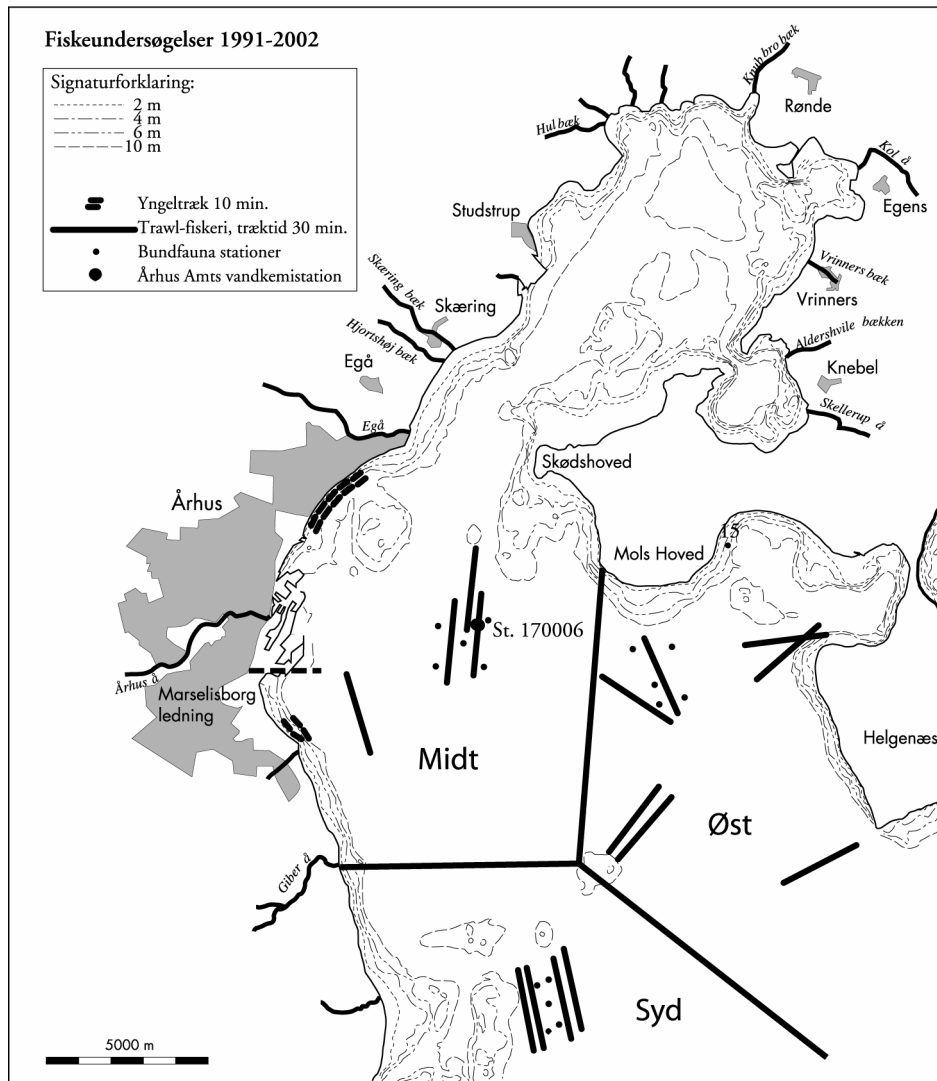 Fiskeundersøgelser 1991-2002
Signaturforklaring:
2 m
4 m
6 m
10 m
Yngeltræk 10 min.
Trawl-fiskeri, træktid 30 min.
Bundfauna stationer
Århus Amts vandkemistation
Knub bro bæk
Rønde
Hul bæk
Kol å
Egens
Studstrup
Vrinners bæk
Vrinners
Skæring bæk
Skæring
Hjortshøj bæk
Aldershvile bækken
Egå
Knebel
Skellerup å
Egå
Skødshoved
Århus
15
Mols Hoved
St. 170006
Århus å
Marselisborg
ledning
Helgenæs
Midt
Øst
Giber å
Syd
5000 m